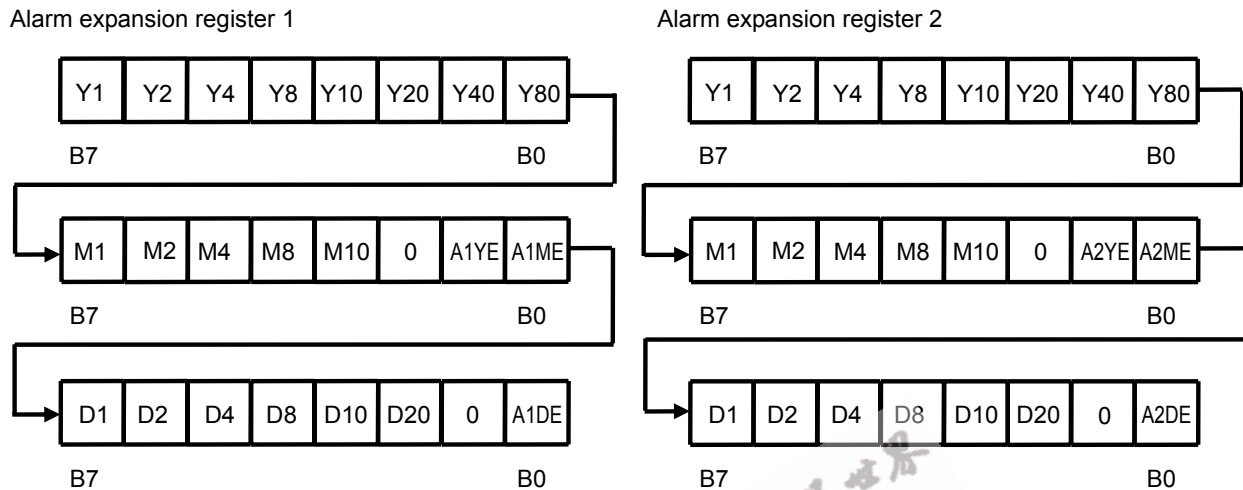 Alarm expansion register 1
Y1 Y2 Y4 Y8 Y10 Y20 Y40 Y80
B7 B0
M1 M2 M4 M8 M10 0 A1YE A1ME
B7 B0
D1 D2 D4 D8 D10 D20 0 A1DE
B7 B0
Alarm expansion register 2
Y1 Y2 Y4 Y8 Y10 Y20 Y40 Y80
B7 B0
M1 M2 M4 M8 M10 0 A2YE A2ME
B7 B0
D1 D2 D4 D8 D10 D20 0 A2DE
B7 B0